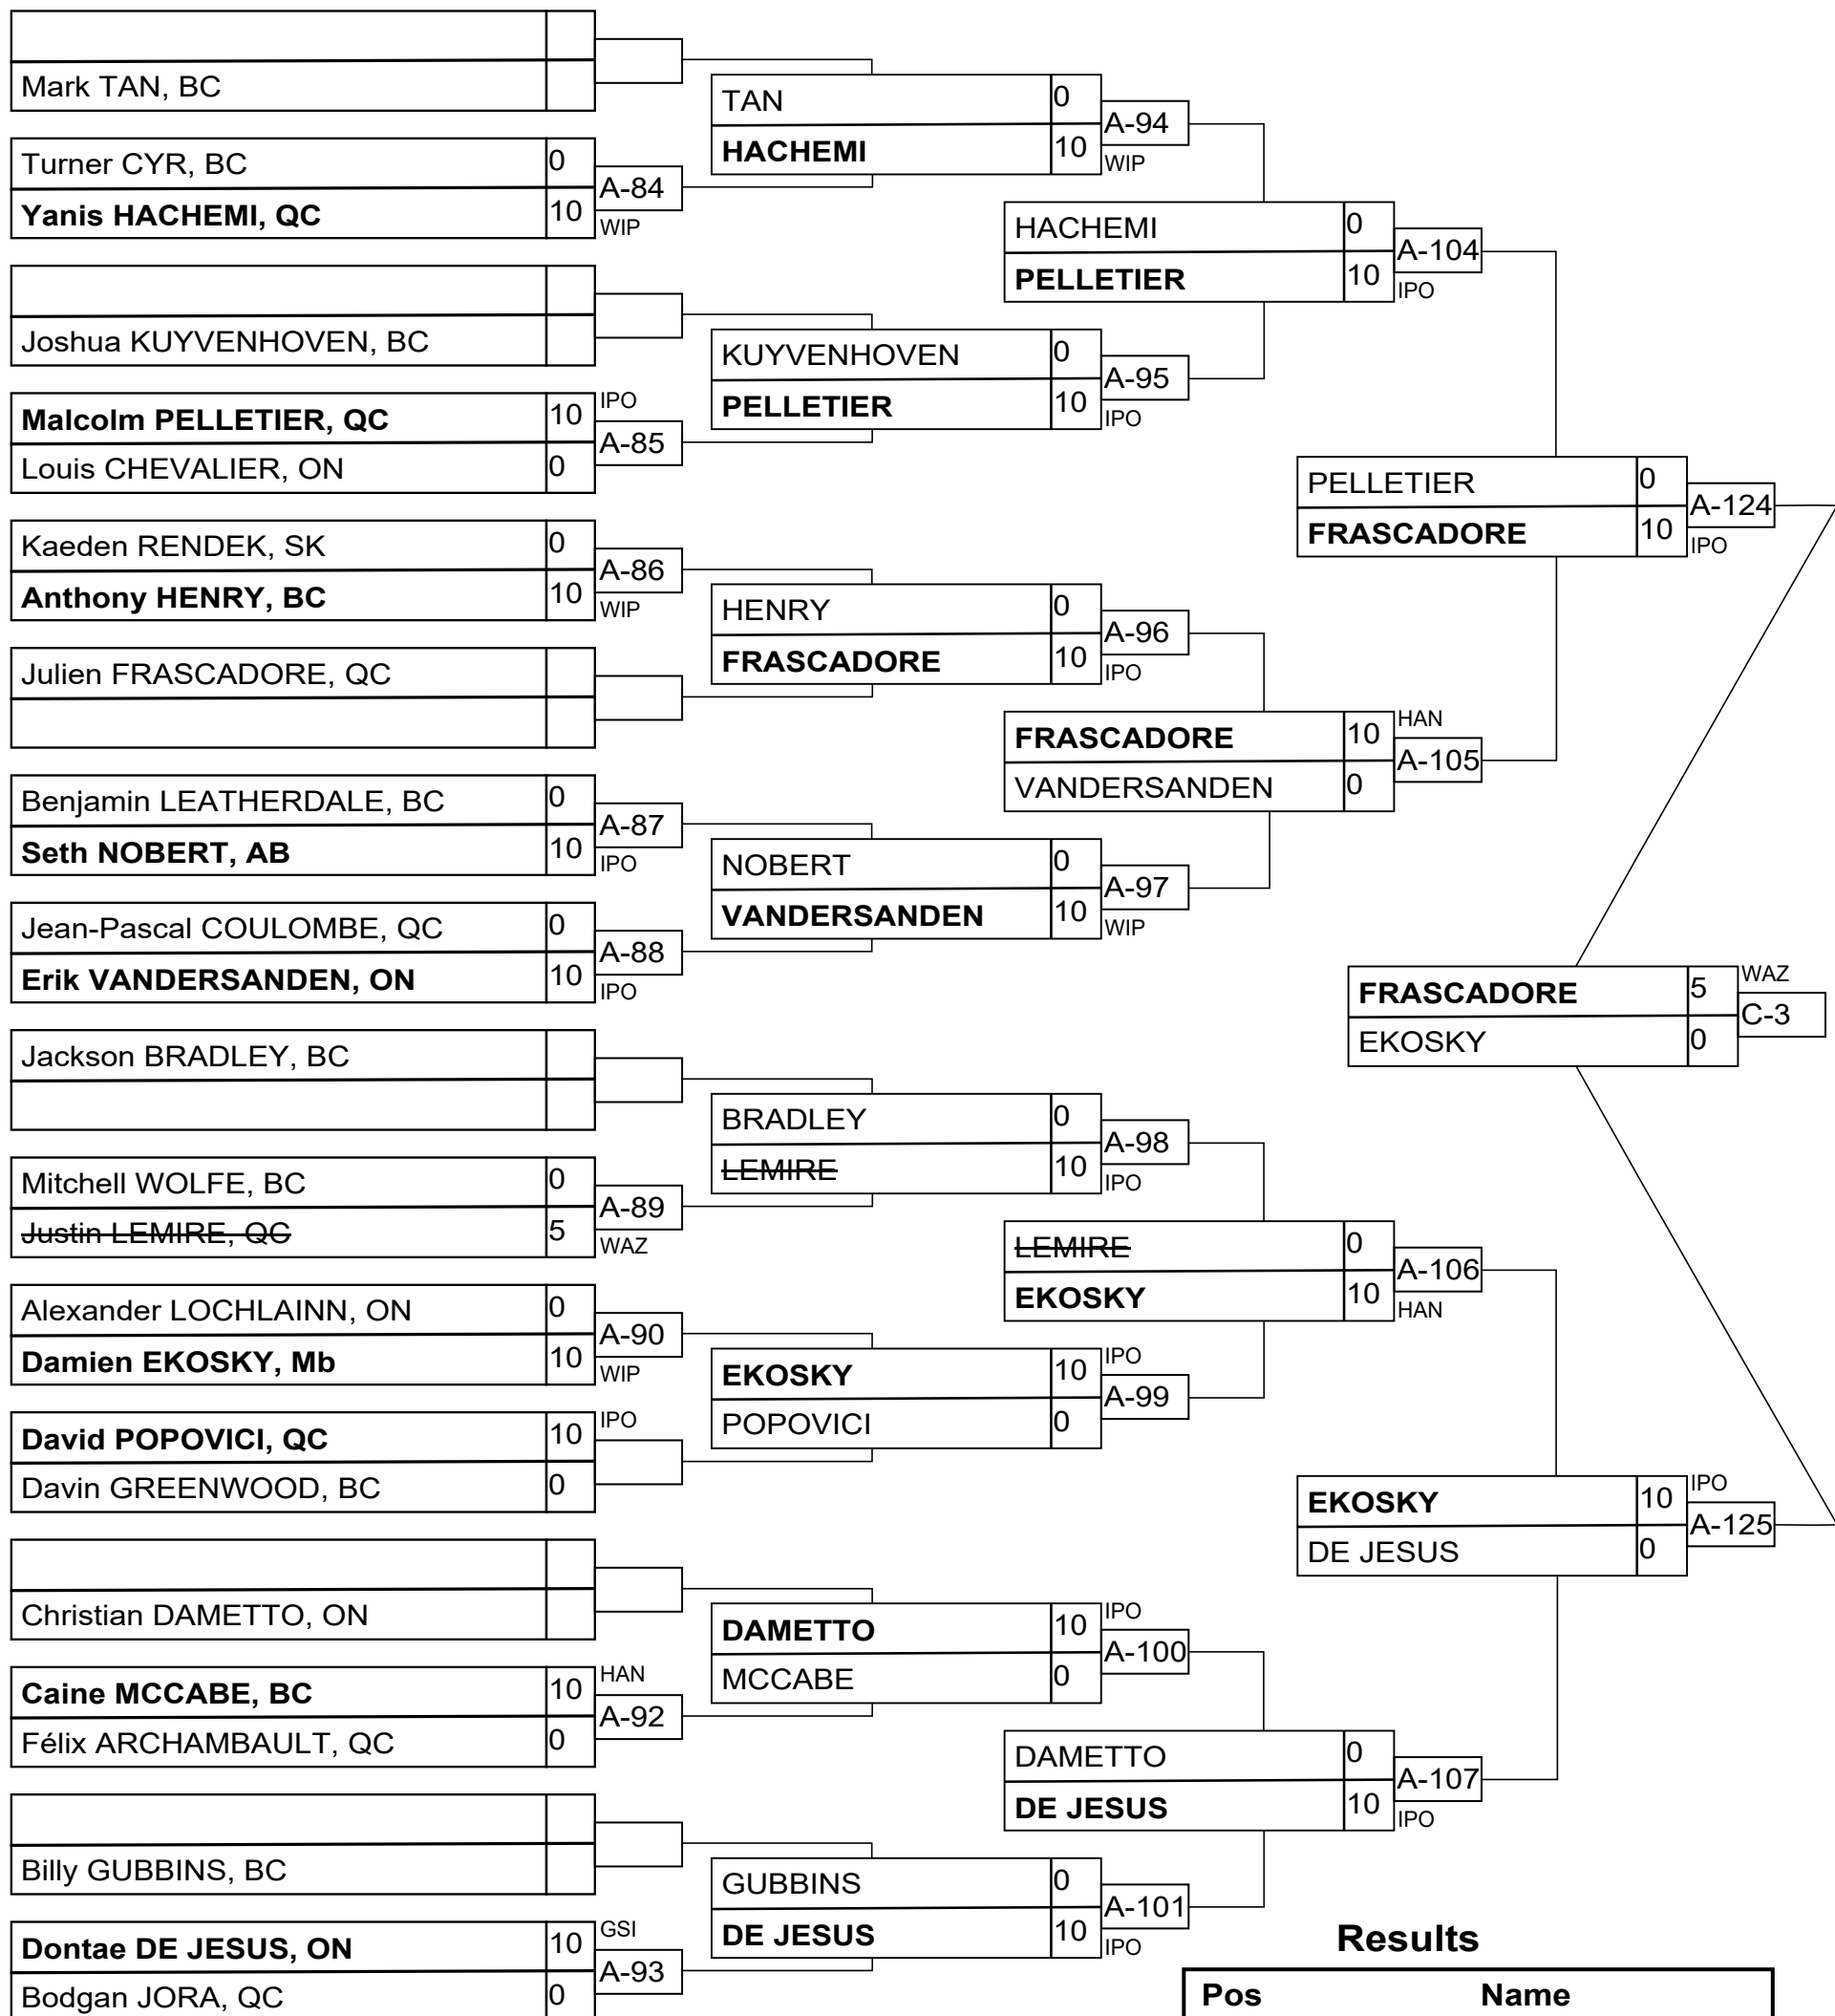 Mark TAN, BC
Turner CYR, BC 0
A-84
Yanis HACHEMI, QC 10
WIP
Joshua KUYVENHOVEN, BC
Malcolm PELLETIER, QC 10 IPO
A-85
Louis CHEVALIER, ON 0
Kaeden RENDEK, SK 0
A-86
Anthony HENRY, BC 10
WIP
Julien FRASCADORE, QC
Benjamin LEATHERDALE, BC 0
A-87
Seth NOBERT, AB 10
IPO
Jean-Pascal COULOMBE, QC 0
A-88
Erik VANDERSANDEN, ON 10
IPO
Jackson BRADLEY, BC
Mitchell WOLFE, BC 0
A-89
Justin LEMIRE, QC 5
WAZ
Alexander LOCHLAINN, ON 0
A-90
Damien EKOSKY, Mb 10
WIP
David POPOVICI, QC 10 IPO
Davin GREENWOOD, BC 0
Christian DAMETTO, ON
Caine MCCABE, BC 10 HAN
A-92
Félix ARCHAMBAULT, QC 0
Billy GUBBINS, BC
Dontae DE JESUS, ON 10 GSI
A-93
Bodgan JORA, QC 0
TAN 0
A-94
HACHEMI 10
WIP
KUYVENHOVEN 0
A-95
PELLETIER 10
IPO
HENRY 0
A-96
FRASCADORE 10
IPO
NOBERT 0
A-97
VANDERSANDEN 10
WIP
BRADLEY 0
A-98
LEMIRE 10
IPO
EKOSKY 10 IPO
A-99
POPOVICI 0
DAMETTO 10 IPO
A-100
MCCABE 0
GUBBINS 0
A-101
DE JESUS 10
IPO
HACHEMI 0
A-104
PELLETIER 10
IPO
FRASCADORE 10 HAN
A-105
VANDERSANDEN 0
LEMIRE 0
A-106
EKOSKY 10
HAN
DAMETTO 0
A-107
DE JESUS 10
IPO
PELLETIER 0
A-124
FRASCADORE 10
IPO
EKOSKY 10 IPO
A-125
DE JESUS 0
FRASCADORE 5 WAZ
C-3
EKOSKY 0
Results
Pos Name